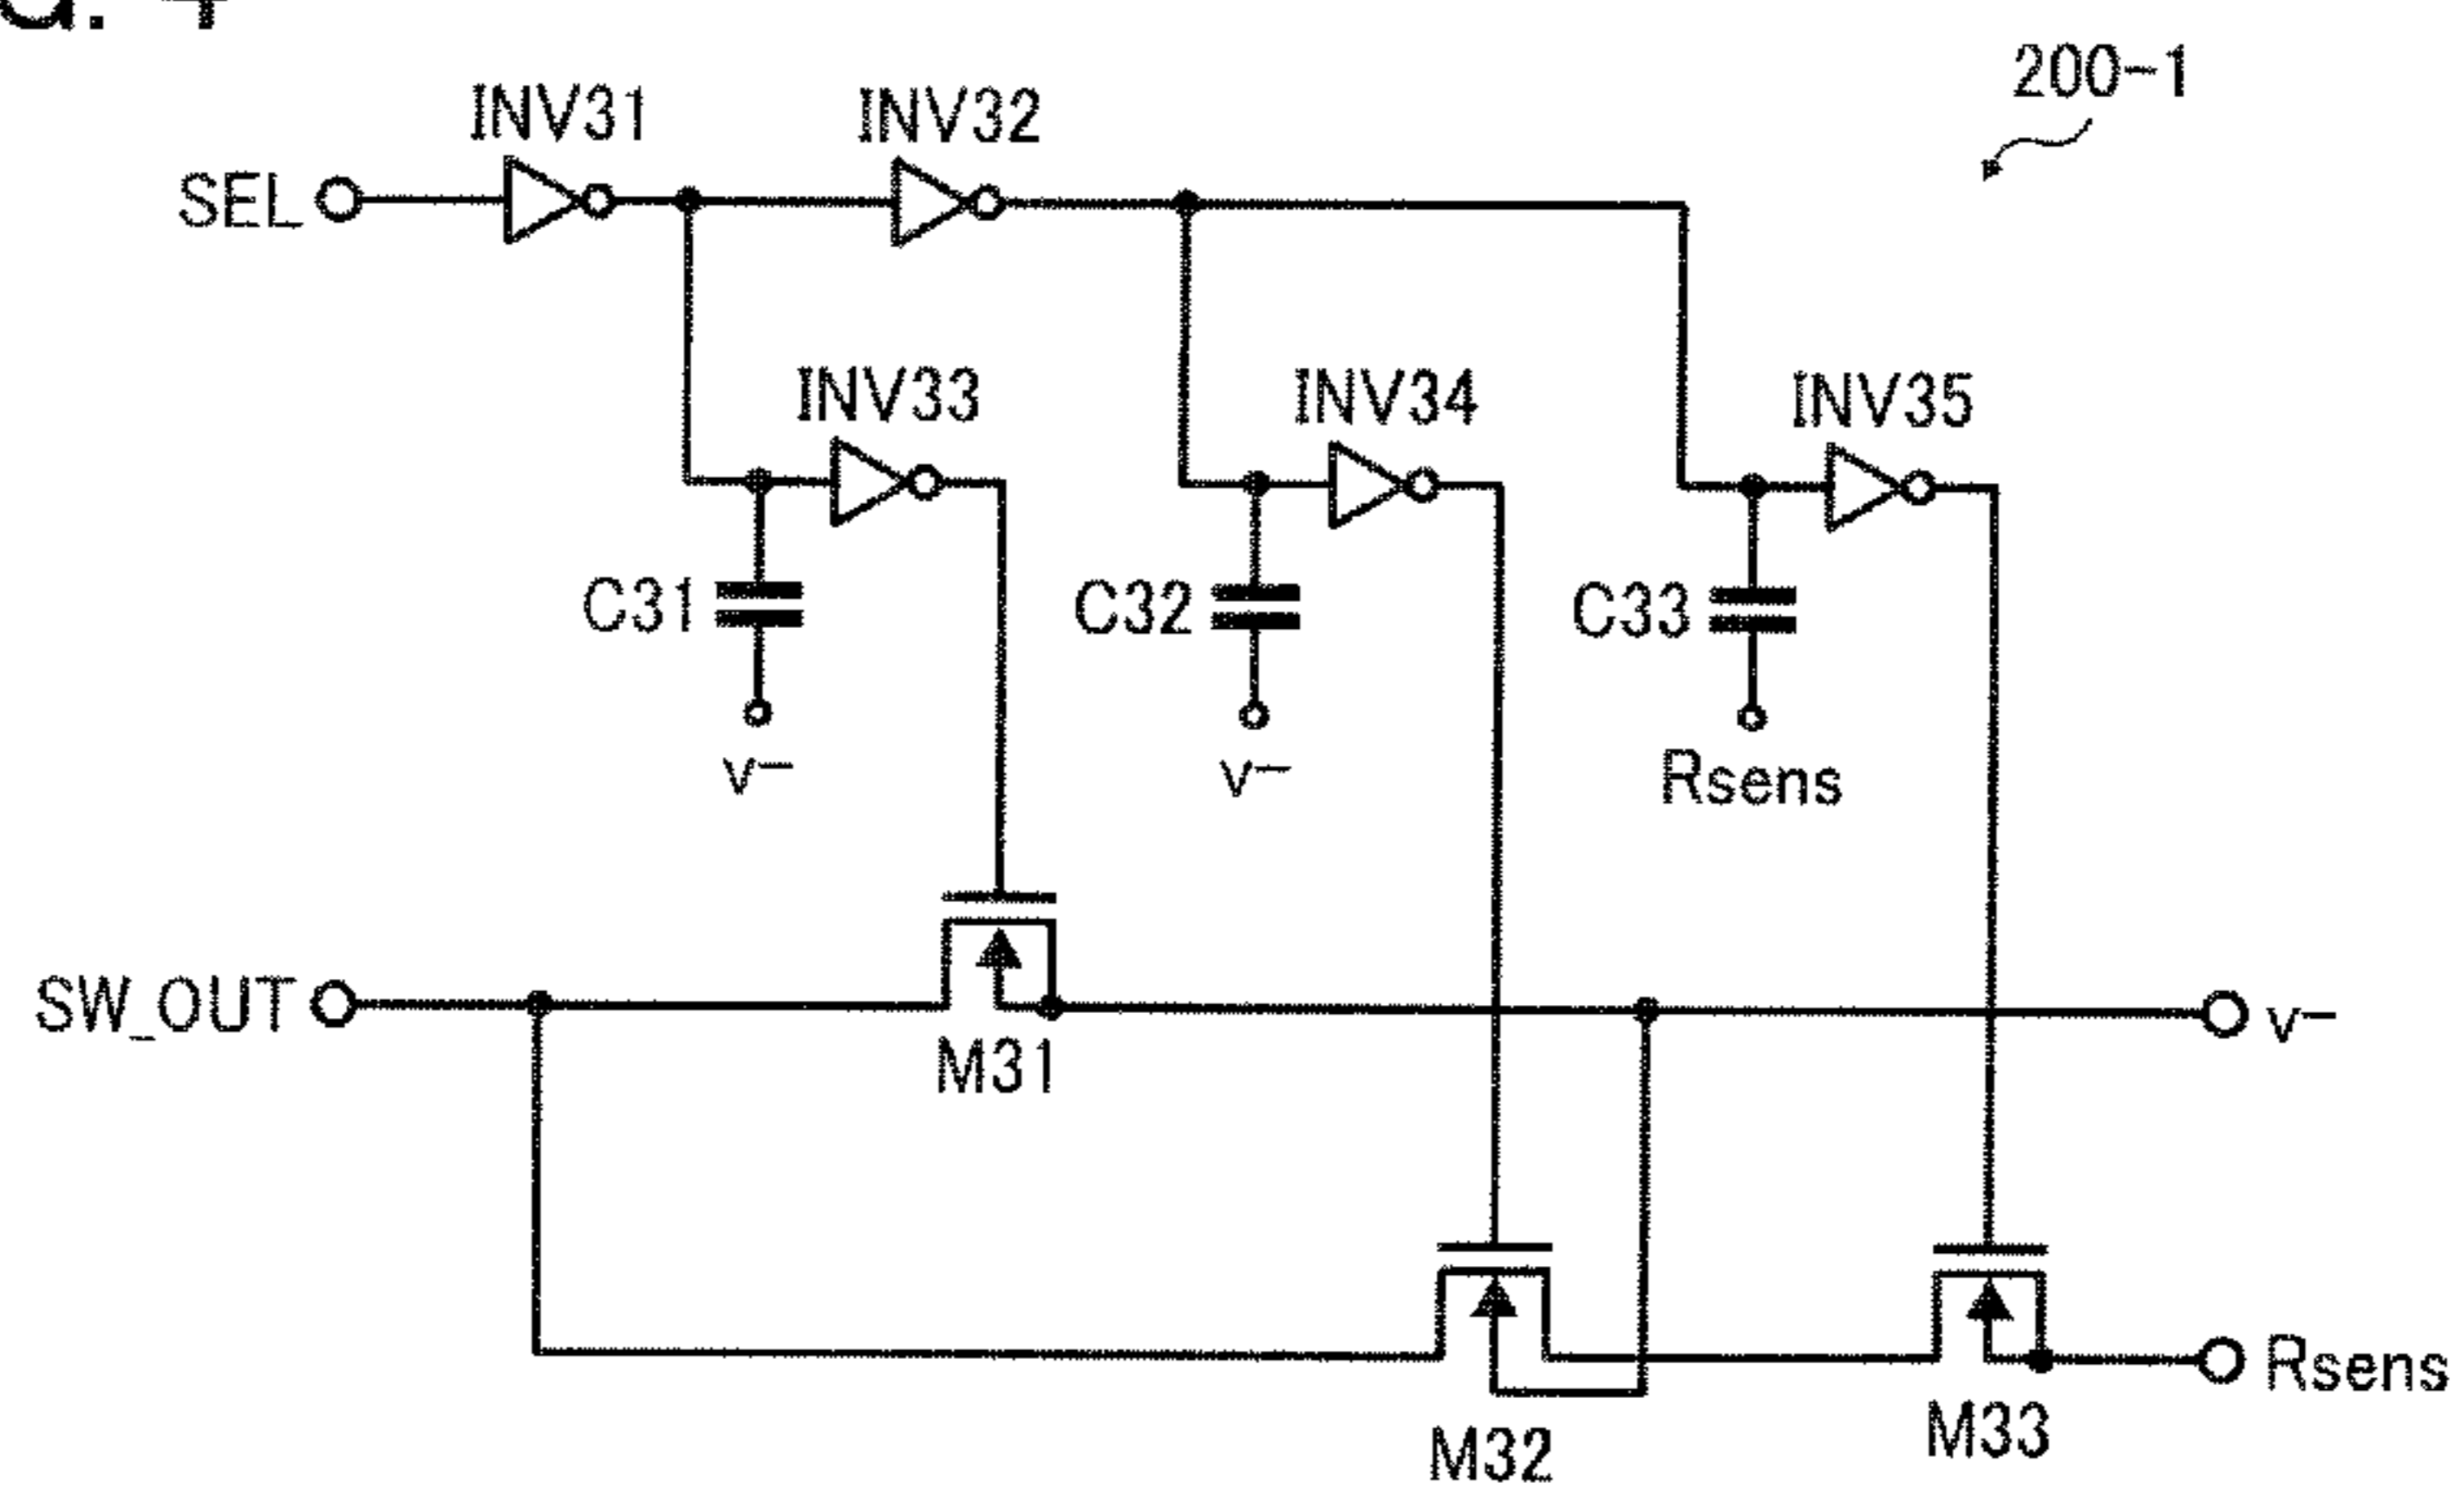 200-1
INV31
INV32
SEL
INV33
INV34
INV35
C31
C32
C33
v-
v-
Rsens
SW_OUT
v-
M31
Rsens
M32
M33